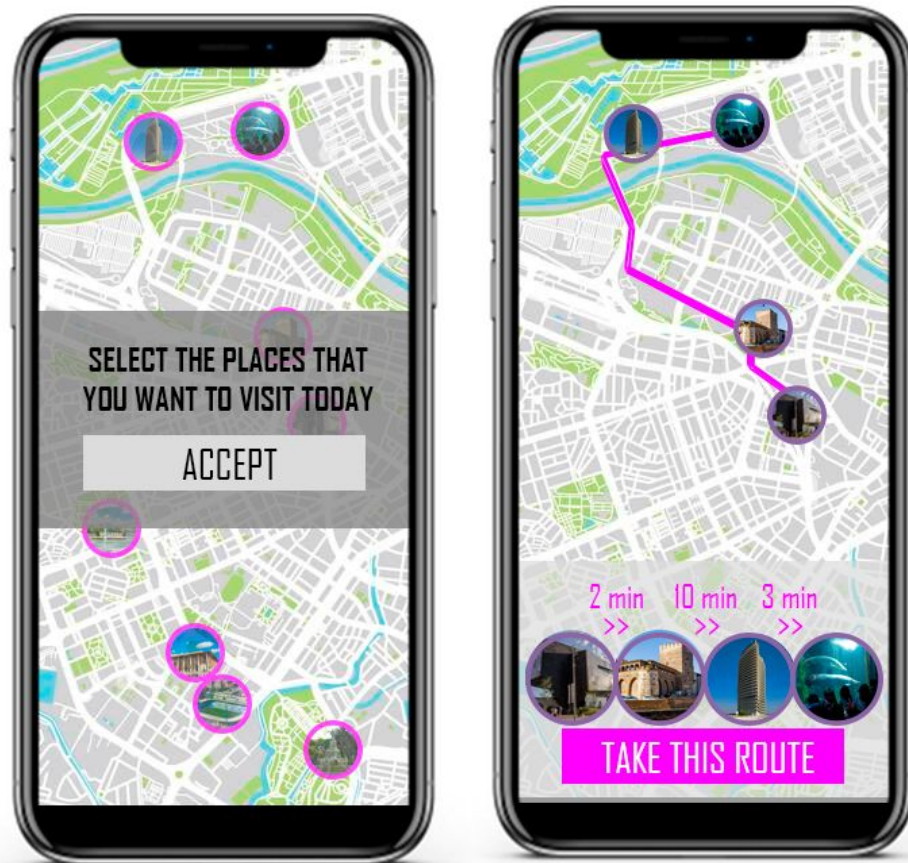 SELECT THE PLACES THAT
YOU WANT TO VISIT TODAY
ACCEPT
2 min 10 min 3 min
>> >> >>
TAKE THIS ROUTE